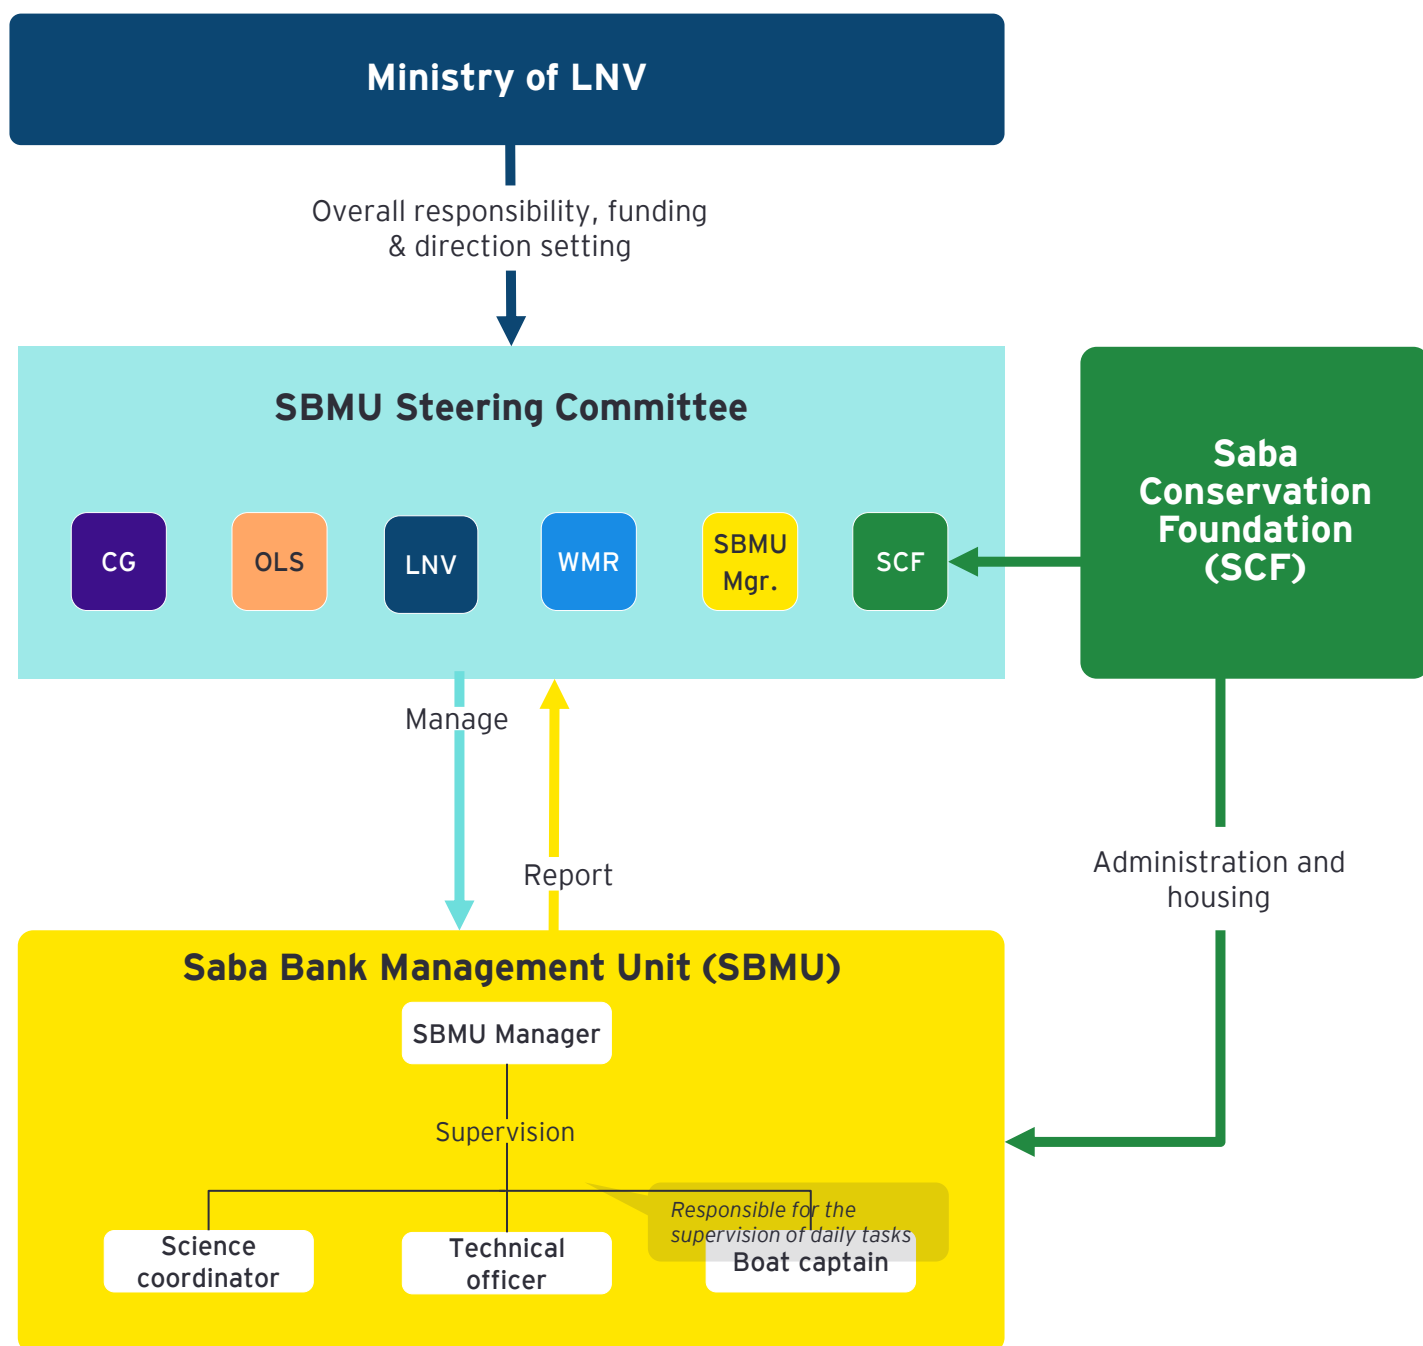 Ministry of LNV
Overall responsibility, funding
& direction setting
SBMU Steering Committee
CG
OLS
LNV
WMR
SBMU
Mgr.
SCF
Saba
Conservation
Foundation
(SCF)
Manage
Report
Administration and
housing
Saba Bank Management Unit (SBMU)
SBMU Manager
Supervision
Responsible for the
supervision of daily tasks
Science
coordinator
Technical
officer
Boat captain